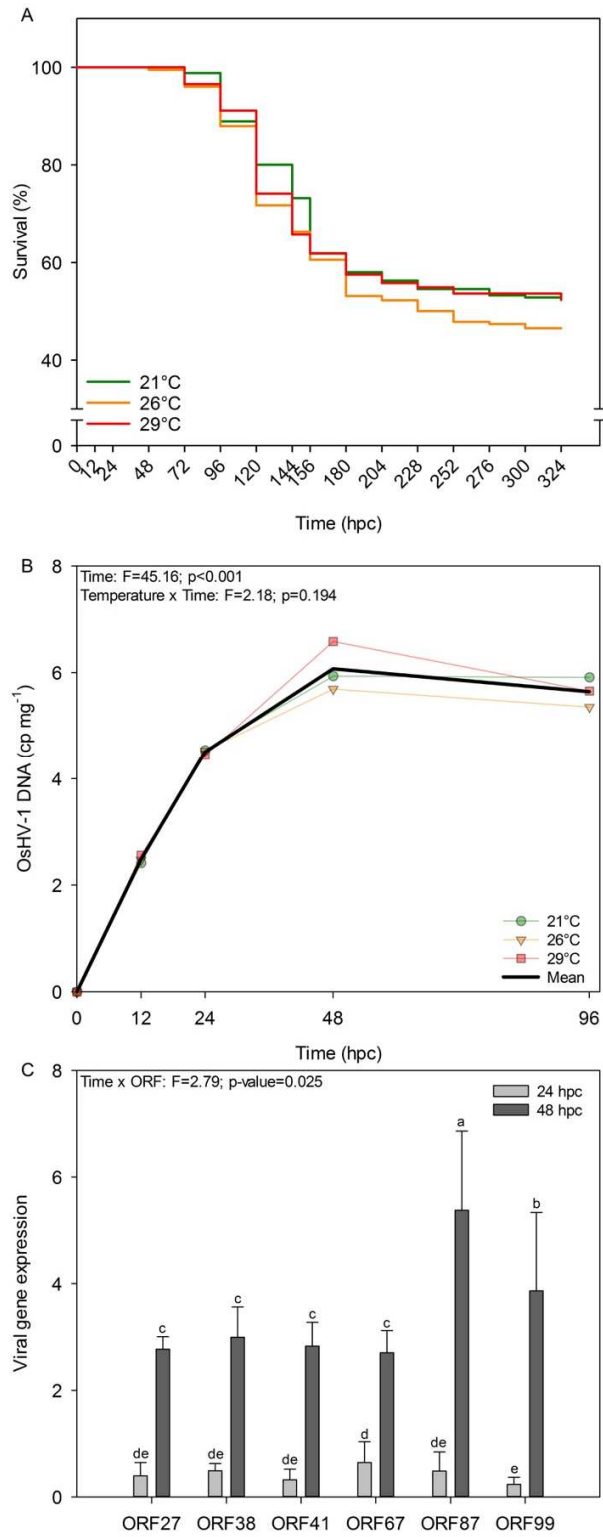 A
100
80
60
40
0
Survival (%)
21°C
26°C
29°C
0 12 24 48 72 96 120 144 156 180 204 228 252 276 300 324
Time (hpc)
B
Time: F=45.16; p<0.001
Temperature x Time: F=2.18; p=0.194
8
6
4
2
0
OsHV-1 DNA (cp mg⁻¹)
21°C
26°C
29°C
Mean
0 12 24 48 96
Time (hpc)
C
Time x ORF: F=2.79; p-value=0.025
24 hpc
48 hpc
8
6
4
2
0
Viral gene expression
de c de c de c d c de a e b
ORF27 ORF38 ORF41 ORF67 ORF87 ORF99